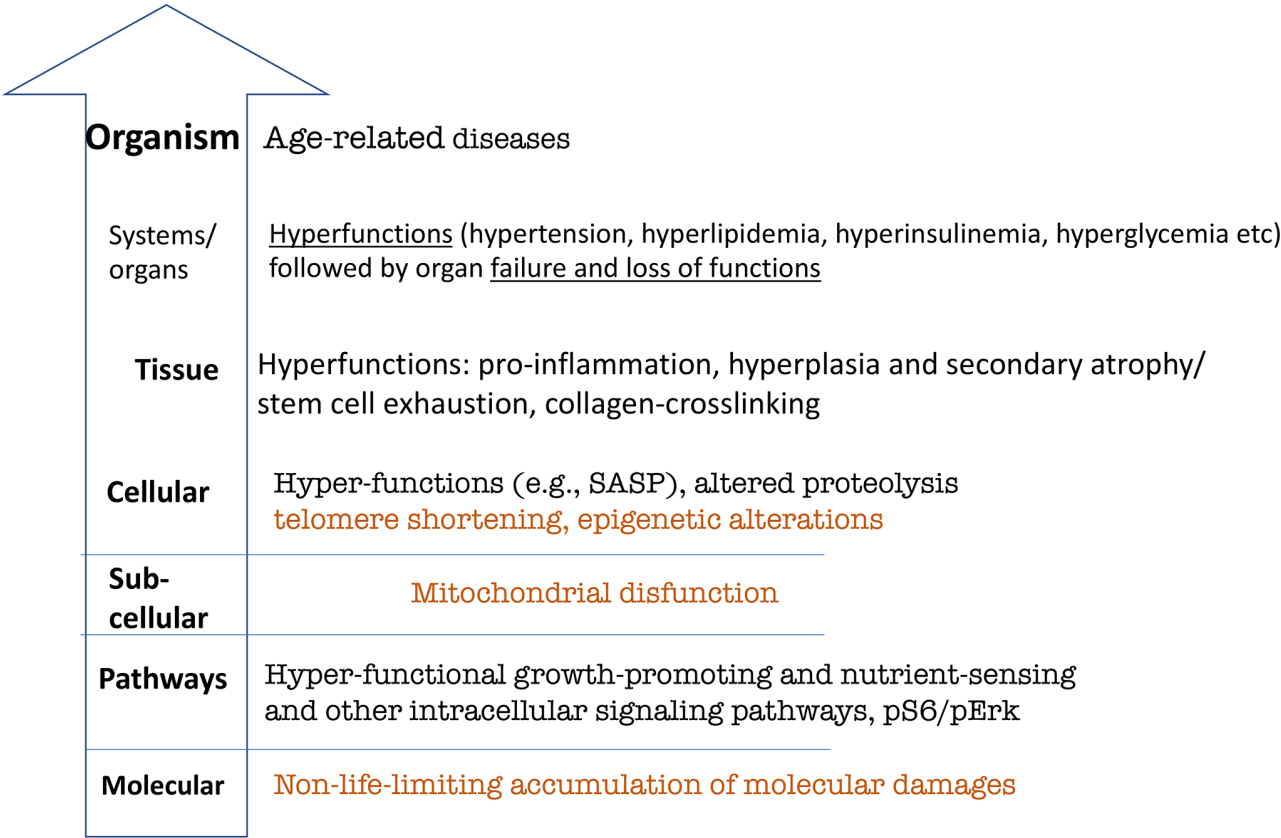 Organism Age-related diseases
Systems/ Hyperfunctions (hypertension, hyperlipidemia, hyperinsulinemia, hyperglycemia etc)
organs followed by organ failure and loss of functions
Tissue Hyperfunctions: pro-inflammation, hyperplasia and secondary atrophy/
stem cell exhaustion, collagen-crosslinking
Cellular Hyper-functions (e.g., SASP), altered proteolysis
telomere shortening, epigenetic alterations
Sub-
cellular
Mitochondrial disfunction
Pathways Hyper-functional growth-promoting and nutrient-sensing
and other intracellular signaling pathways, pS6/pErk
Molecular Non-life-limiting accumulation of molecular damages